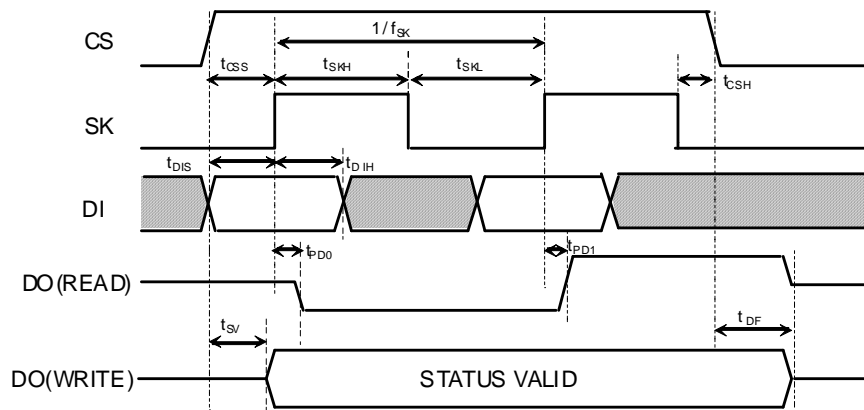 CS
1/fSK
tCSS
tSKH
tSKL
tCSH
SK
tDIS
tDIH
DI
tPD0
tPD1
DO(READ)
tSV
tDF
DO(WRITE)
STATUS VALID